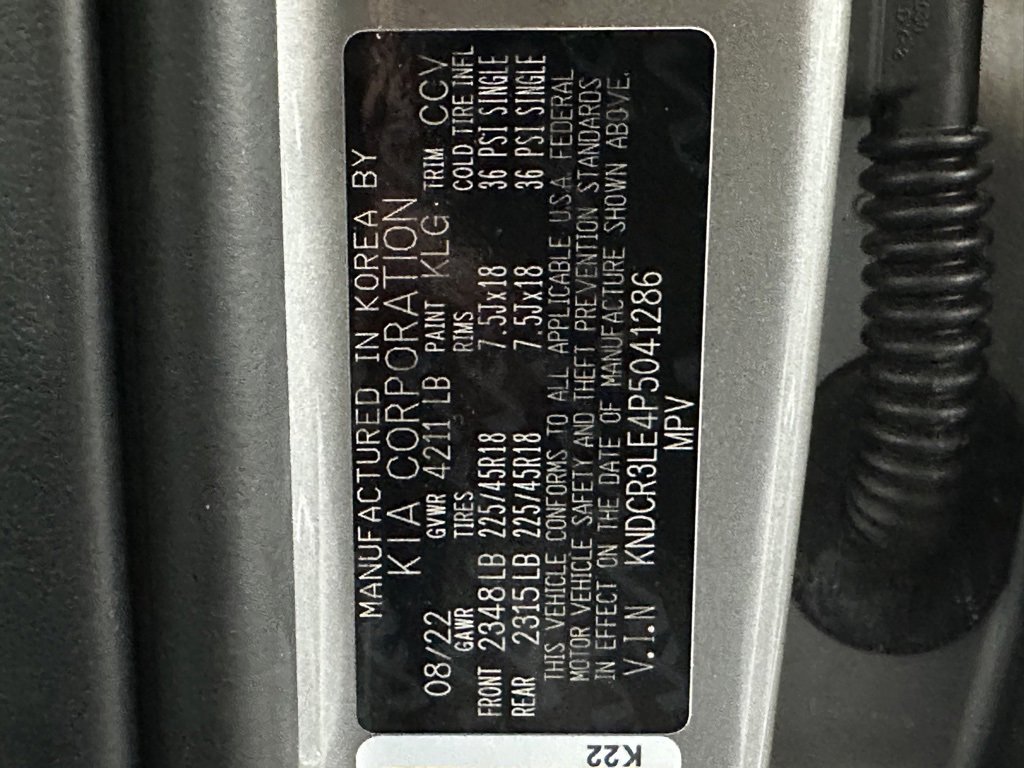 MANUFACTURED IN KOREA BY
KIA CORPORATION
08/22 GVWR 4211 LB PAINT KLG TRIM CCV
GAWR TIRES RIMS COLD TIRE INFL
FRONT 2348 LB 225/45R18 7.5Jx18 36 PSI SINGLE
REAR 2315 LB 225/45R18 7.5Jx18 36 PSI SINGLE
THIS VEHICLE CONFORMS TO ALL APPLICABLE U.S.A. FEDERAL
MOTOR VEHICLE SAFETY, AND THEFT PREVENTION STANDARDS
IN EFFECT ON THE DATE OF MANUFACTURE SHOWN ABOVE.
V.I.N KNDCR3LE4P5041286
MPV
K22